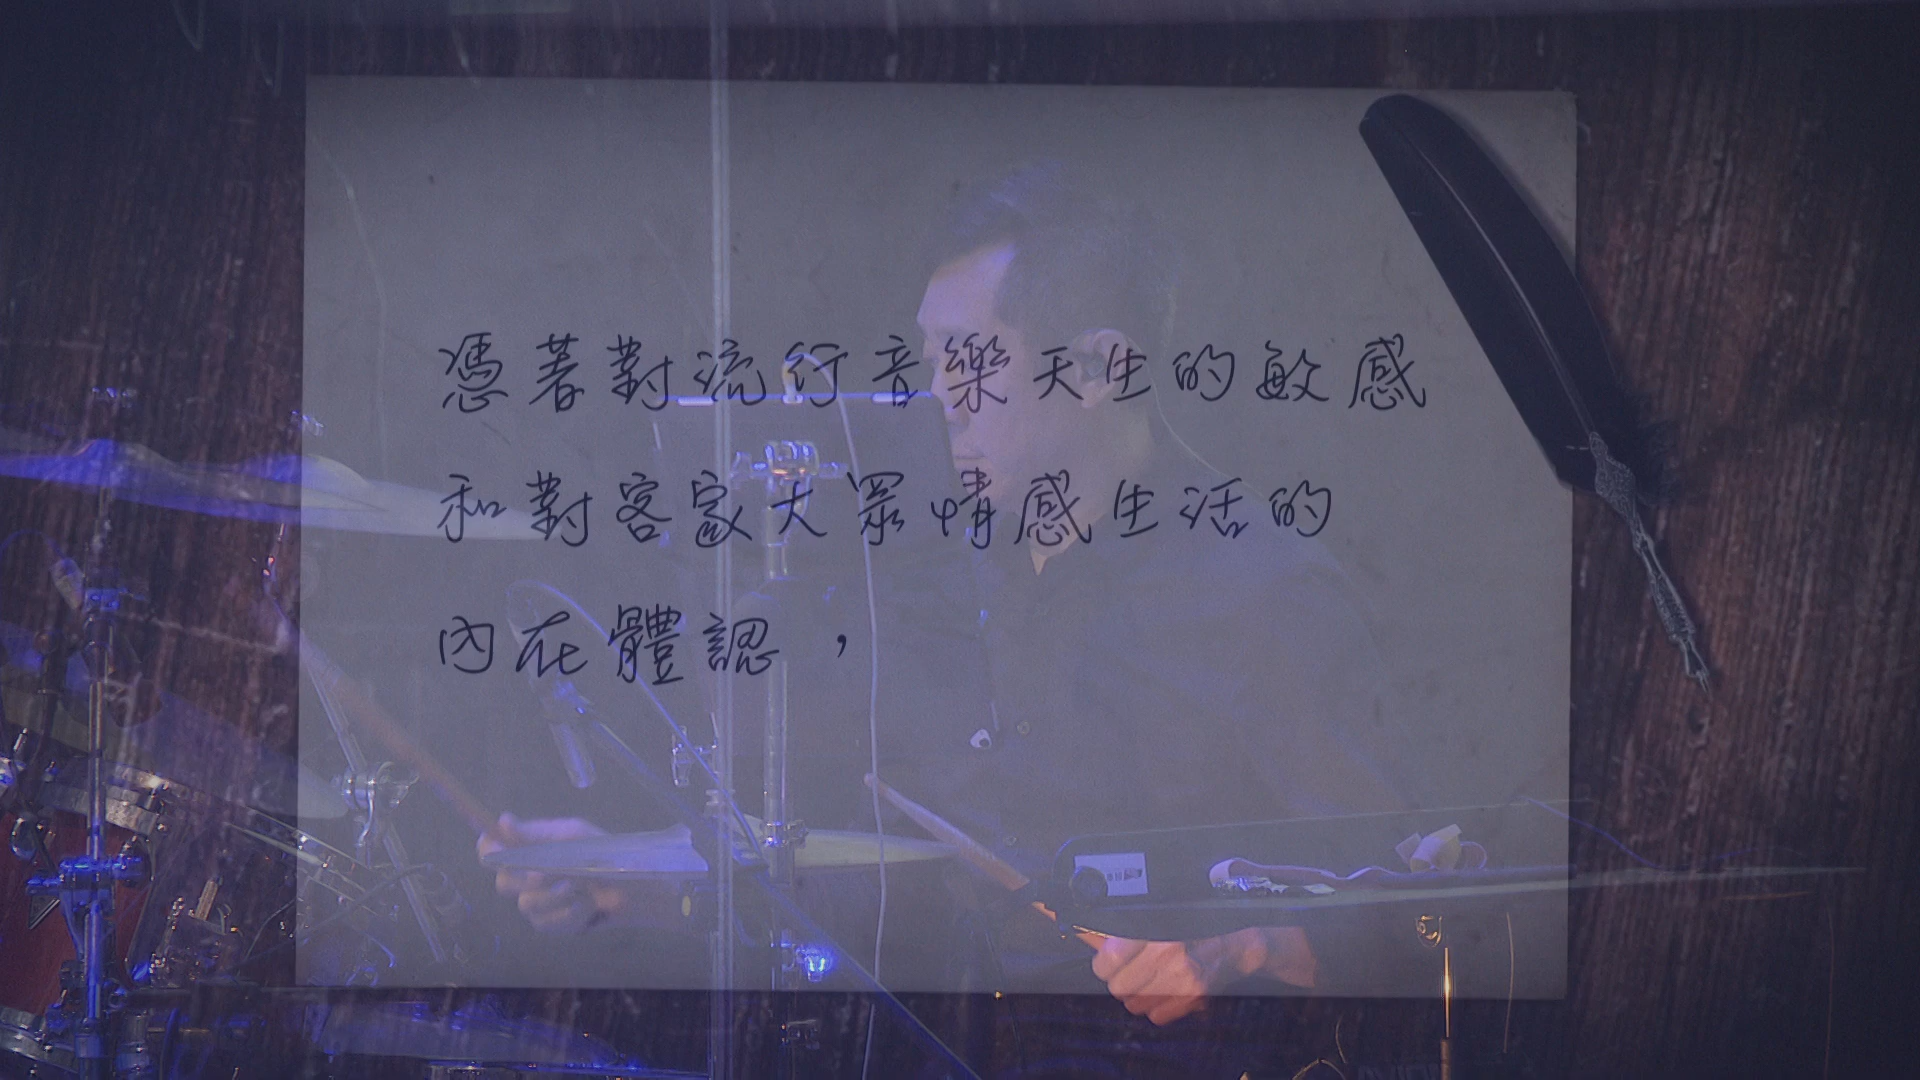 憑著對流行音樂天生的敏感
和對客家大眾情感生活的
內在體認，